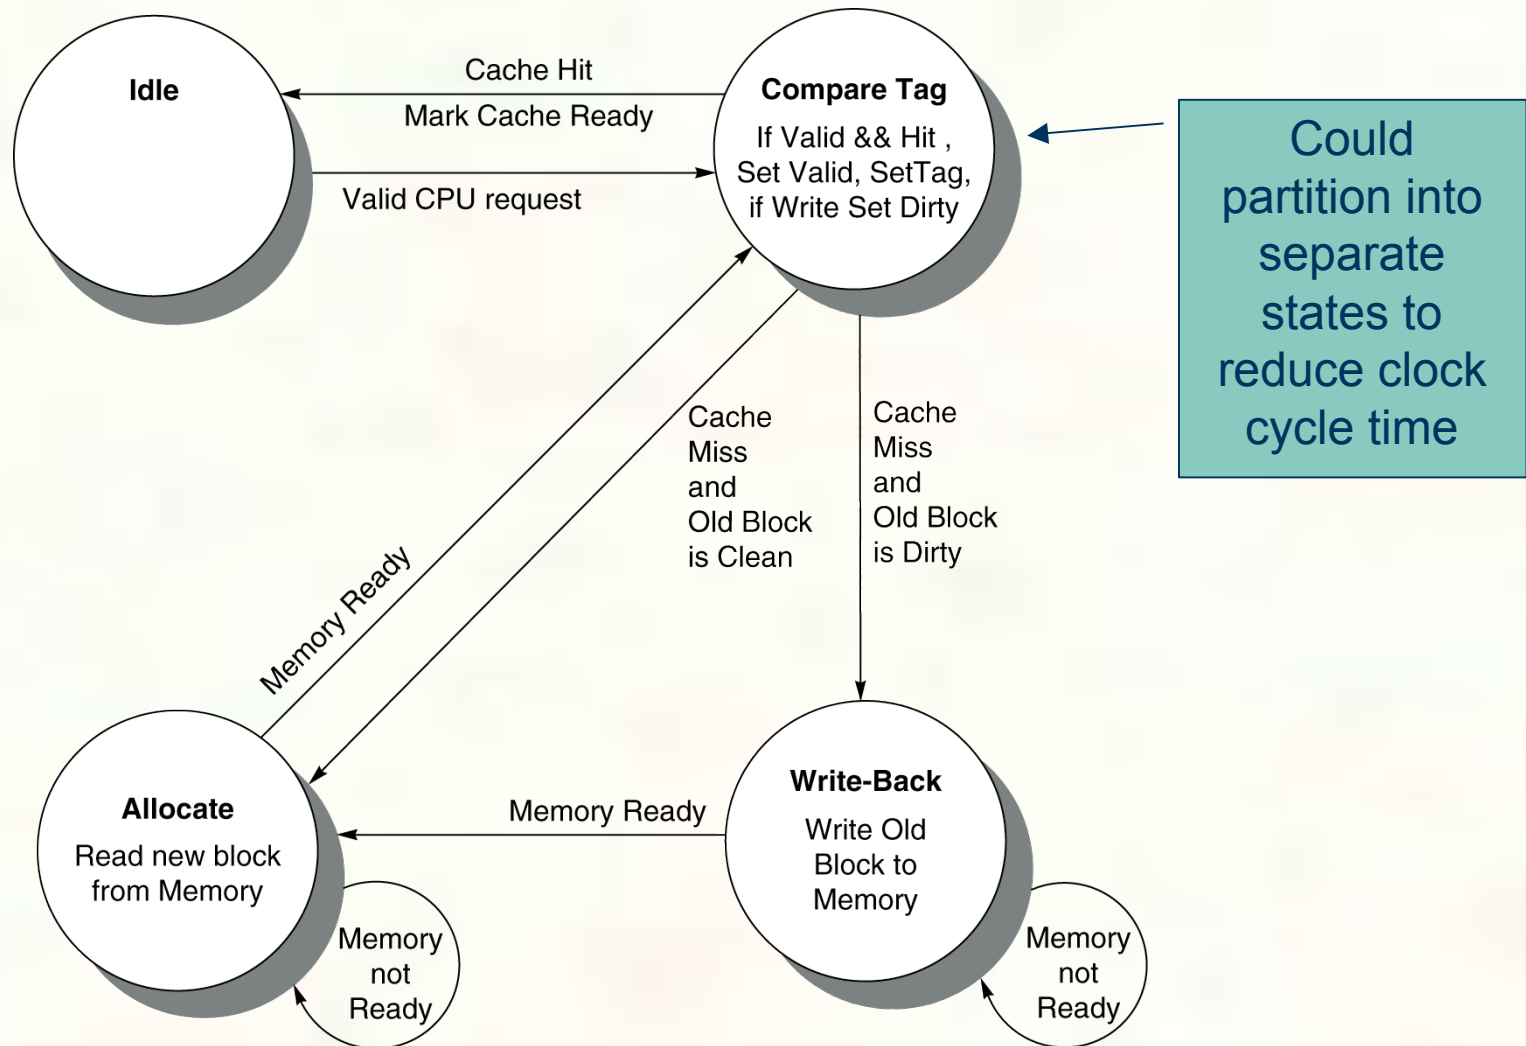 Idle
Cache Hit
Mark Cache Ready
Valid CPU request
Compare Tag
If Valid && Hit ,
Set Valid, SetTag,
if Write Set Dirty
Could
partition into
separate
states to
reduce clock
cycle time
Cache
Miss
and
Old Block
is Clean
Cache
Miss
and
Old Block
is Dirty
Memory Ready
Allocate
Read new block
from Memory
Memory
not
Ready
Memory Ready
Write-Back
Write Old
Block to
Memory
Memory
not
Ready